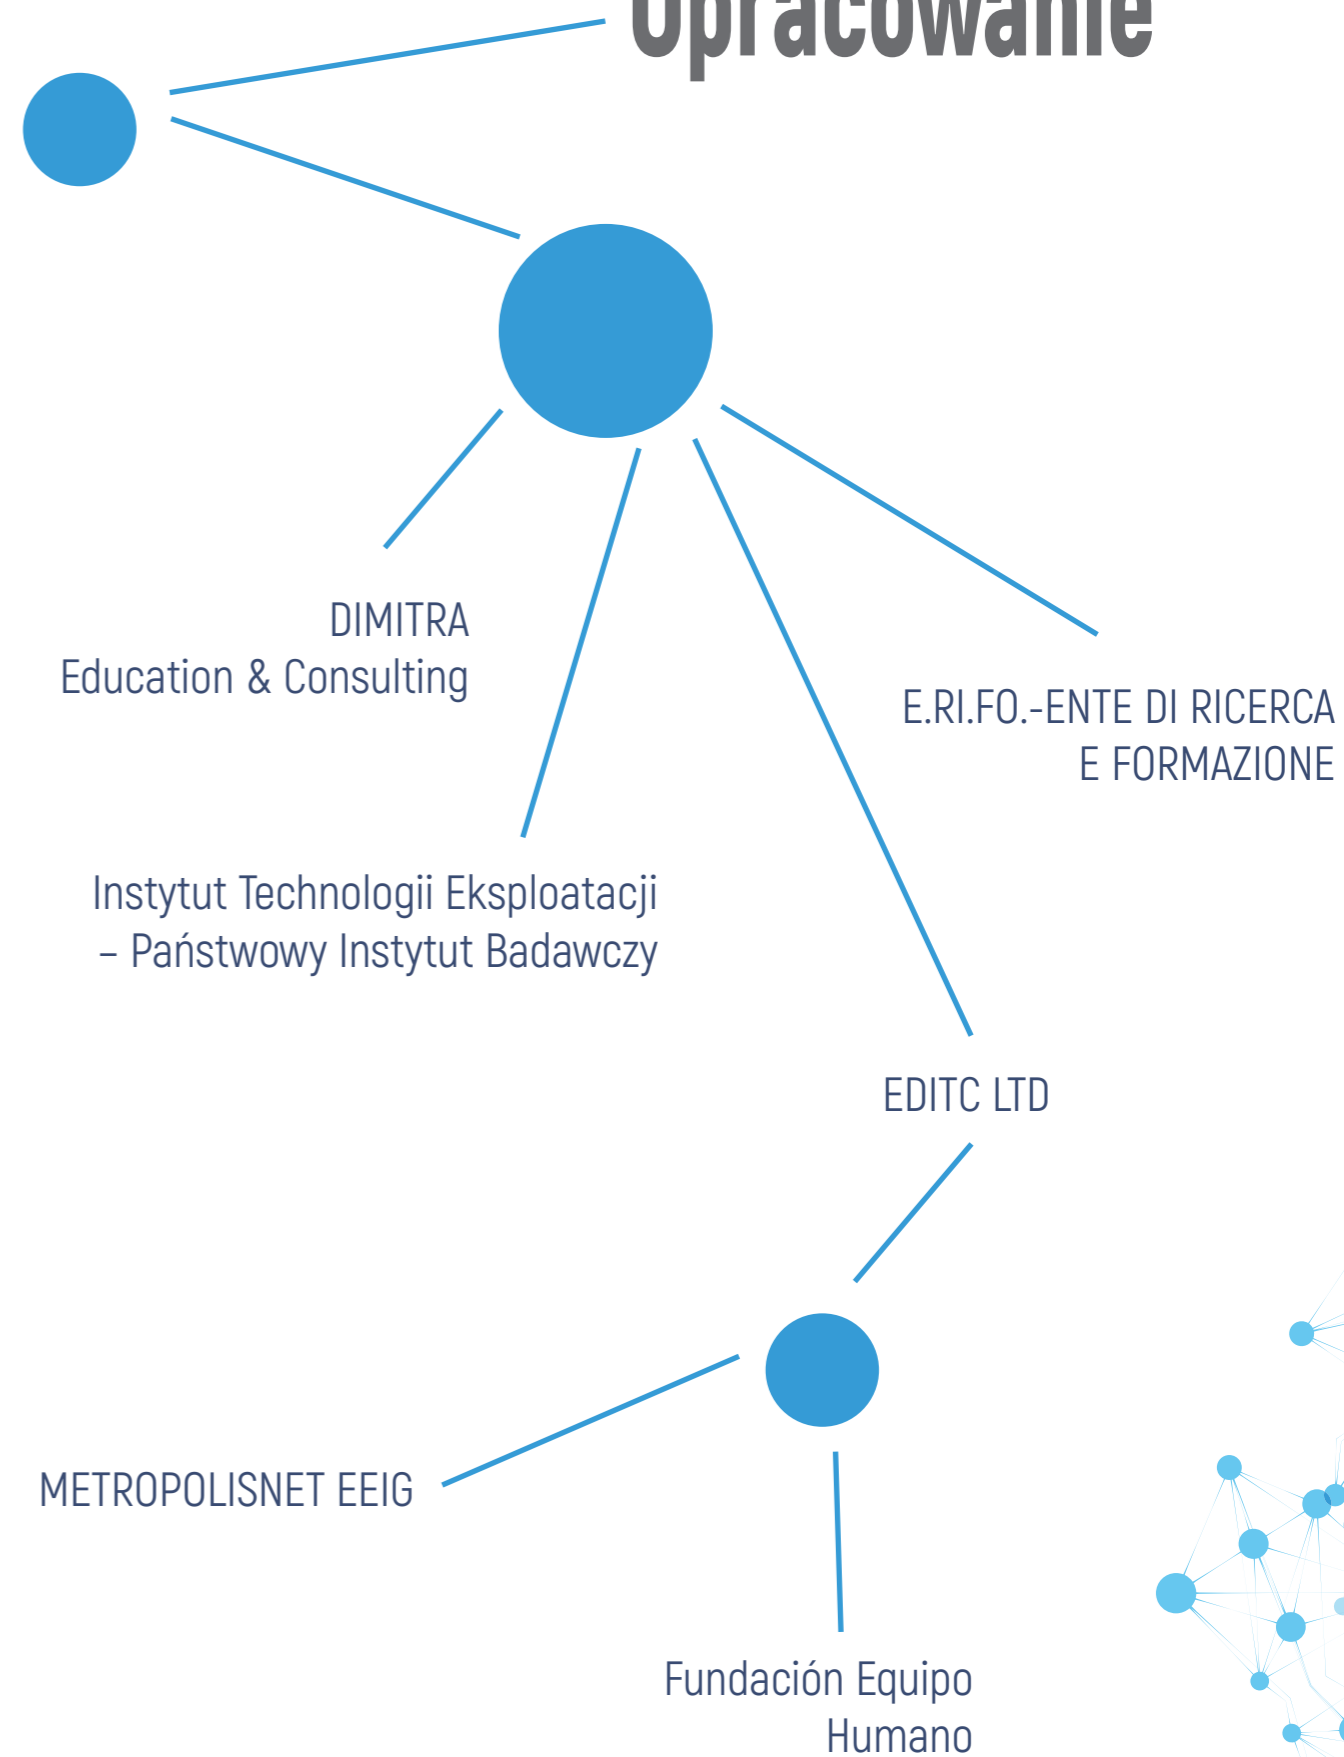 Opracowanie
DIMITRA
Education & Consulting
E.RI.FO.-ENTE DI RICERCA
E FORMAZIONE
Instytut Technologii Eksploatacji
– Państwowy Instytut Badawczy
EDITC LTD
METROPOLISNET EEIG
Fundación Equipo
Humano